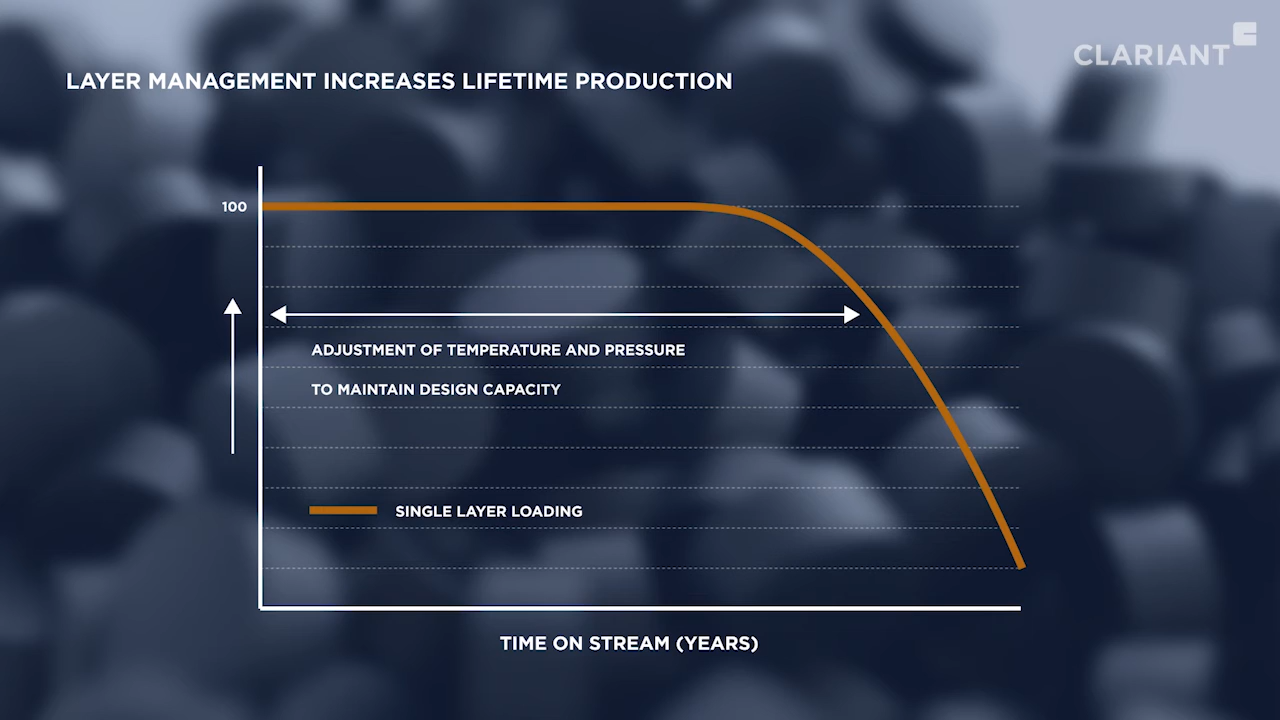 CLARIANT
LAYER MANAGEMENT INCREASES LIFETIME PRODUCTION
100
ADJUSTMENT OF TEMPERATURE AND PRESSURE
TO MAINTAIN DESIGN CAPACITY
SINGLE LAYER LOADING
TIME ON STREAM (YEARS)